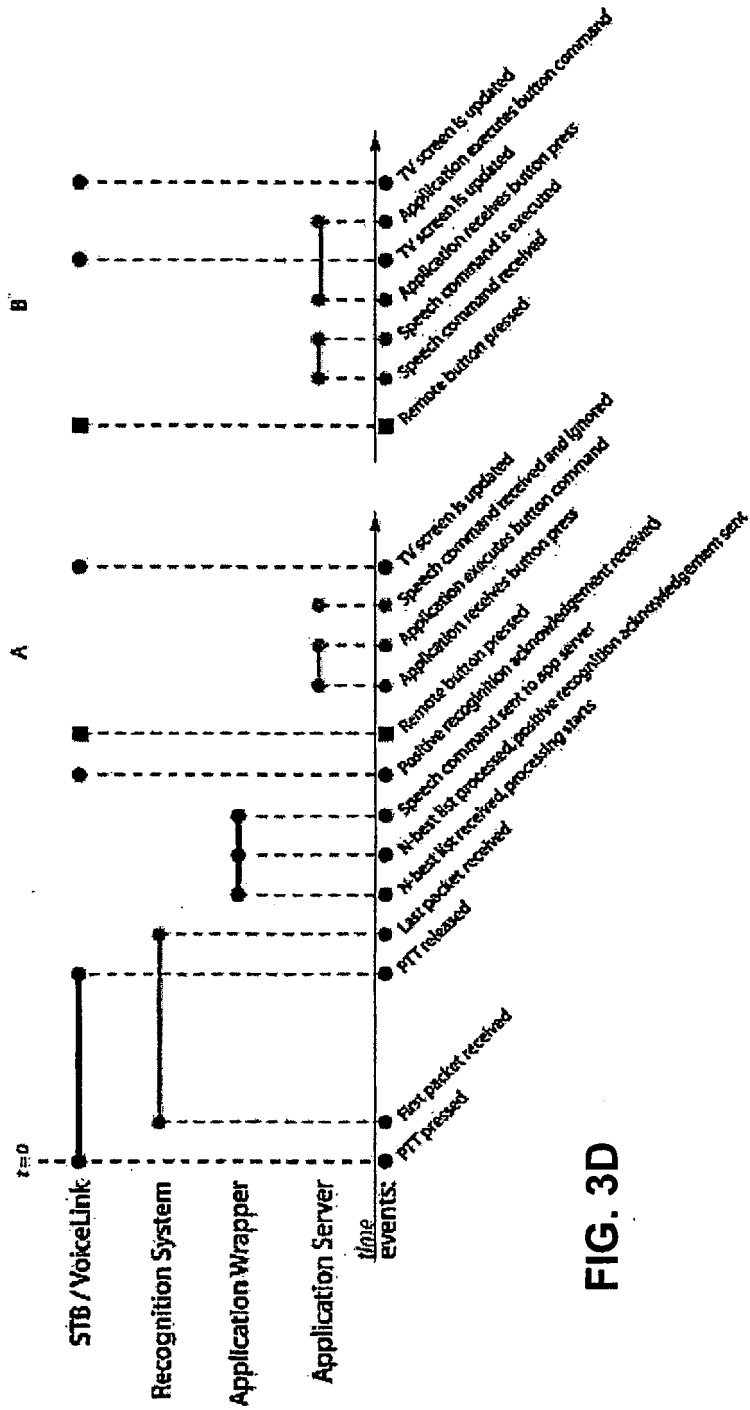 t=0
A
B
STB / VoiceLink
Recognition System
Application Wrapper
Application Server
time
events:
PTT pressed
First packet received
PTT released
Last packet received
N-best list received, processing starts
N-best list processed, positive recognition acknowledgement sent
Speech command sent to app server
Positive recoginition acknowledgement received
Remote button pressed
Application receives button press
Application executes button command
Speech command received and ignored
TV screen is updated
Remote button pressed
Speech command received
Speech command is executed
Application receives button press
TV screen is updated
Application executes button command
TV screen is updated
FIG. 3D